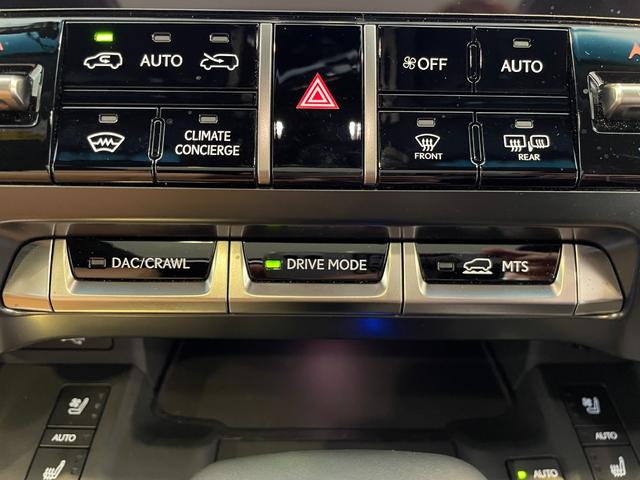 AUTO
OFF
AUTO
CLIMATE
CONCIERGE
FRONT
REAR
DAC/CRAWL
DRIVE MODE
MTS
AUTO
AUTO
AUTO